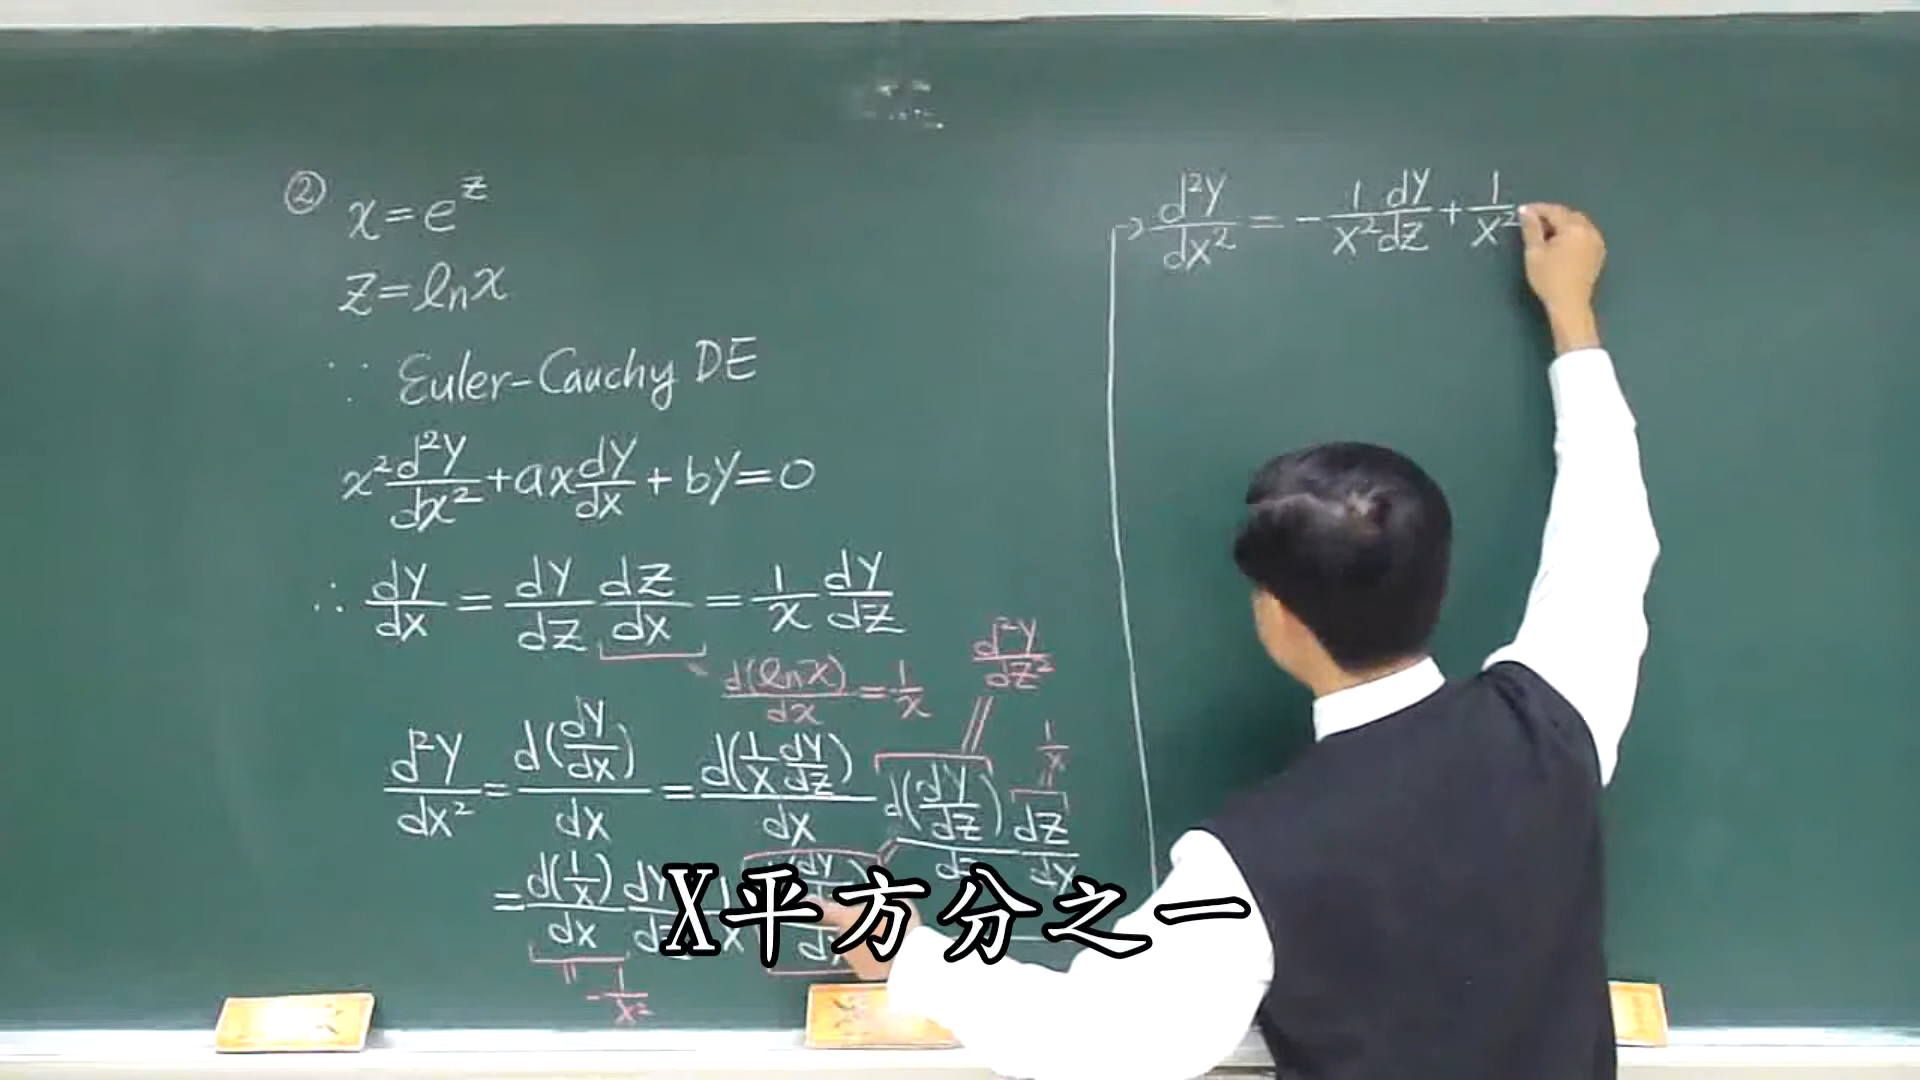 ② x=e^z
z=lnx
∵ Euler-Cauchy DE
x² d²y/dx² + ax dy/dx + by = 0
∴ dy/dx = dy/dz dz/dx = 1/x dy/dz
d(lnx)/dx = 1/x
d²y/dz²
1/x
d²y/dx² = d(dy/dx)/dx = d(1/x dy/dz)/dx
d(dy/dz)/dz dz/dx
= d(1/x)/dx
-1/x²
→ d²y/dx² = -1/x² dy/dz + 1/x²
X平方分之一